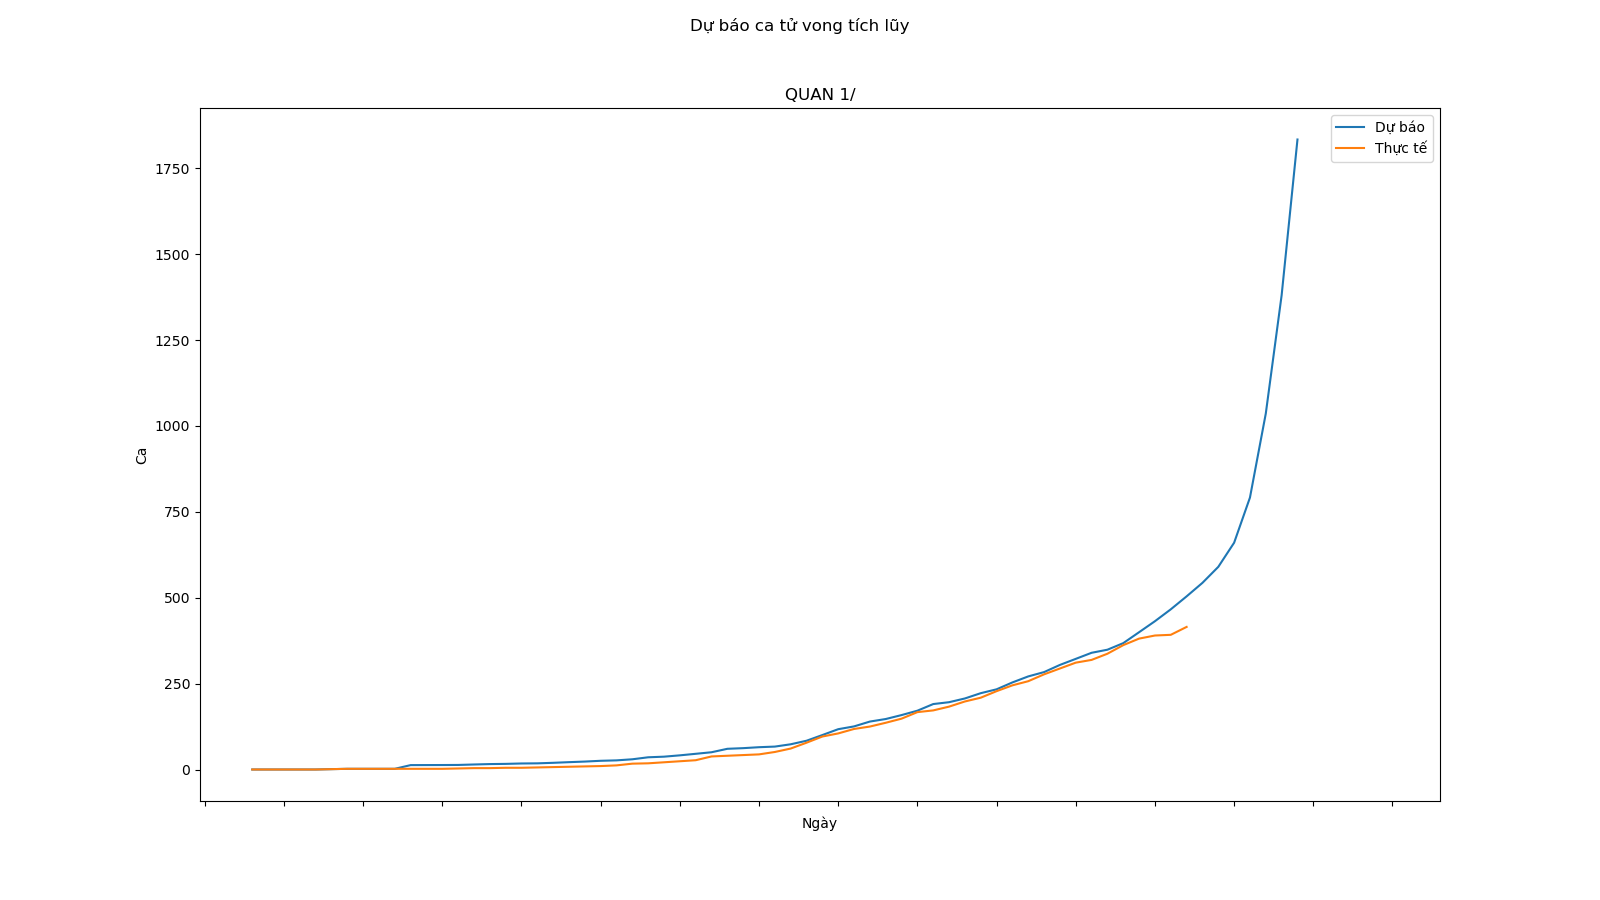 Dự báo ca tử vong tích lũy
QUAN 1/
Dự báo
Thực tế
1750
1500
1250
1000
750
500
250
0
Ca
Ngày